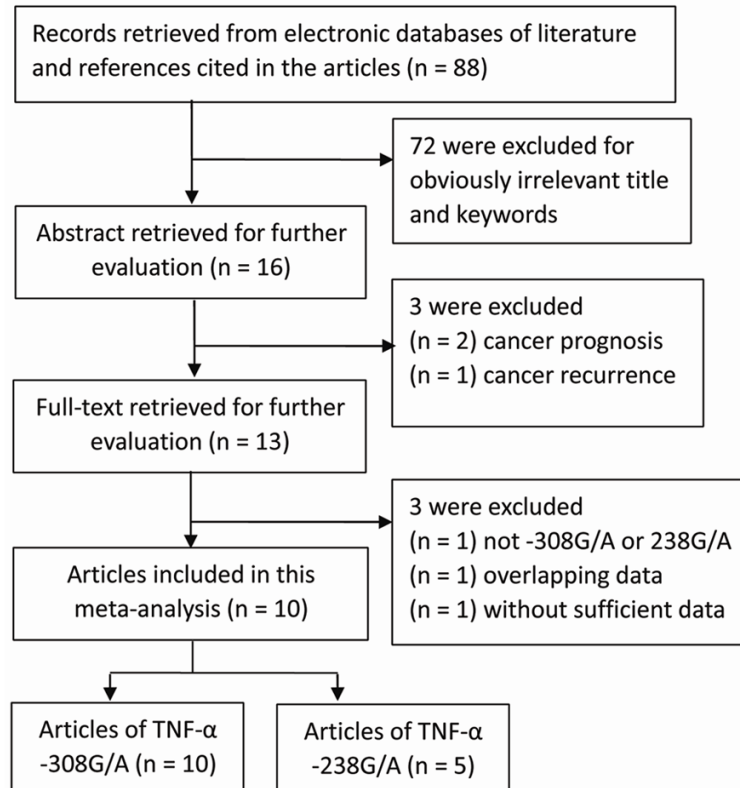 Records retrieved from electronic databases of literature
and references cited in the articles (n = 88)
72 were excluded for
obviously irrelevant title
and keywords
Abstract retrieved for further
evaluation (n = 16)
3 were excluded
(n = 2) cancer prognosis
(n = 1) cancer recurrence
Full-text retrieved for further
evaluation (n = 13)
3 were excluded
(n = 1) not -308G/A or 238G/A
(n = 1) overlapping data
(n = 1) without sufficient data
Articles included in this
meta-analysis (n = 10)
Articles of TNF-α
-308G/A (n = 10)
Articles of TNF-α
-238G/A (n = 5)